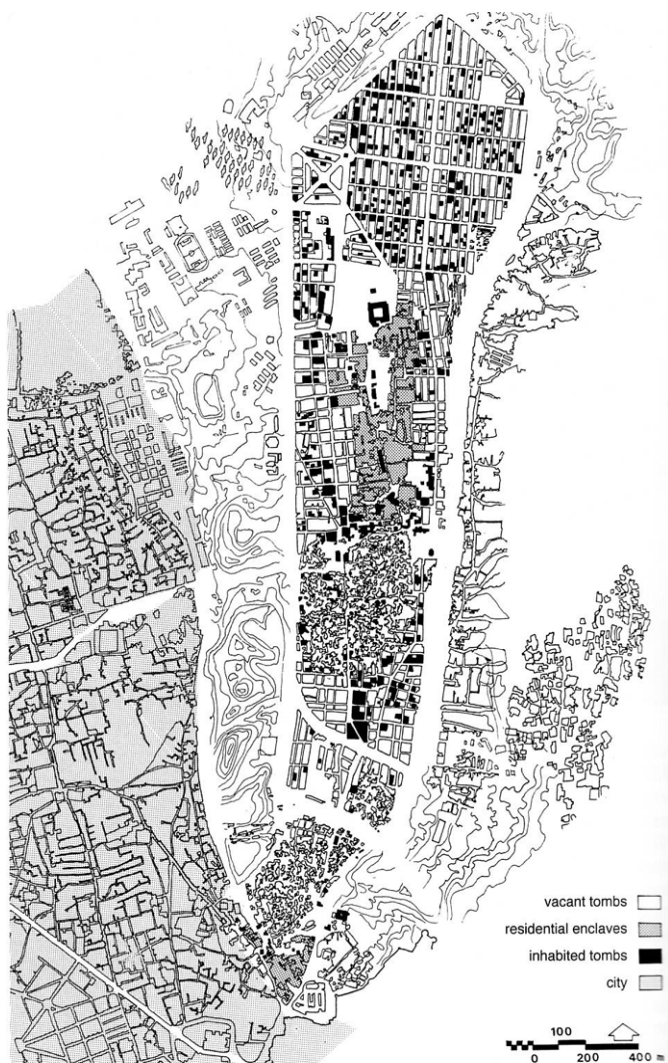 vacant tombs
residential enclaves
inhabited tombs
city
100
0 200 400 m